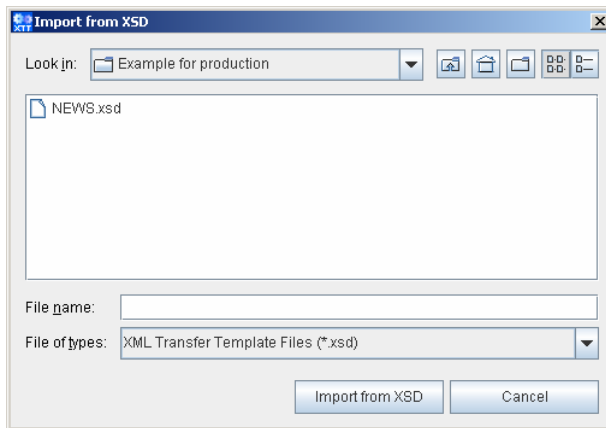 XTT Import from XSD
Look in: Example for production
NEWS.xsd
File name:
File of types: XML Transfer Template Files (*.xsd)
Import from XSD Cancel